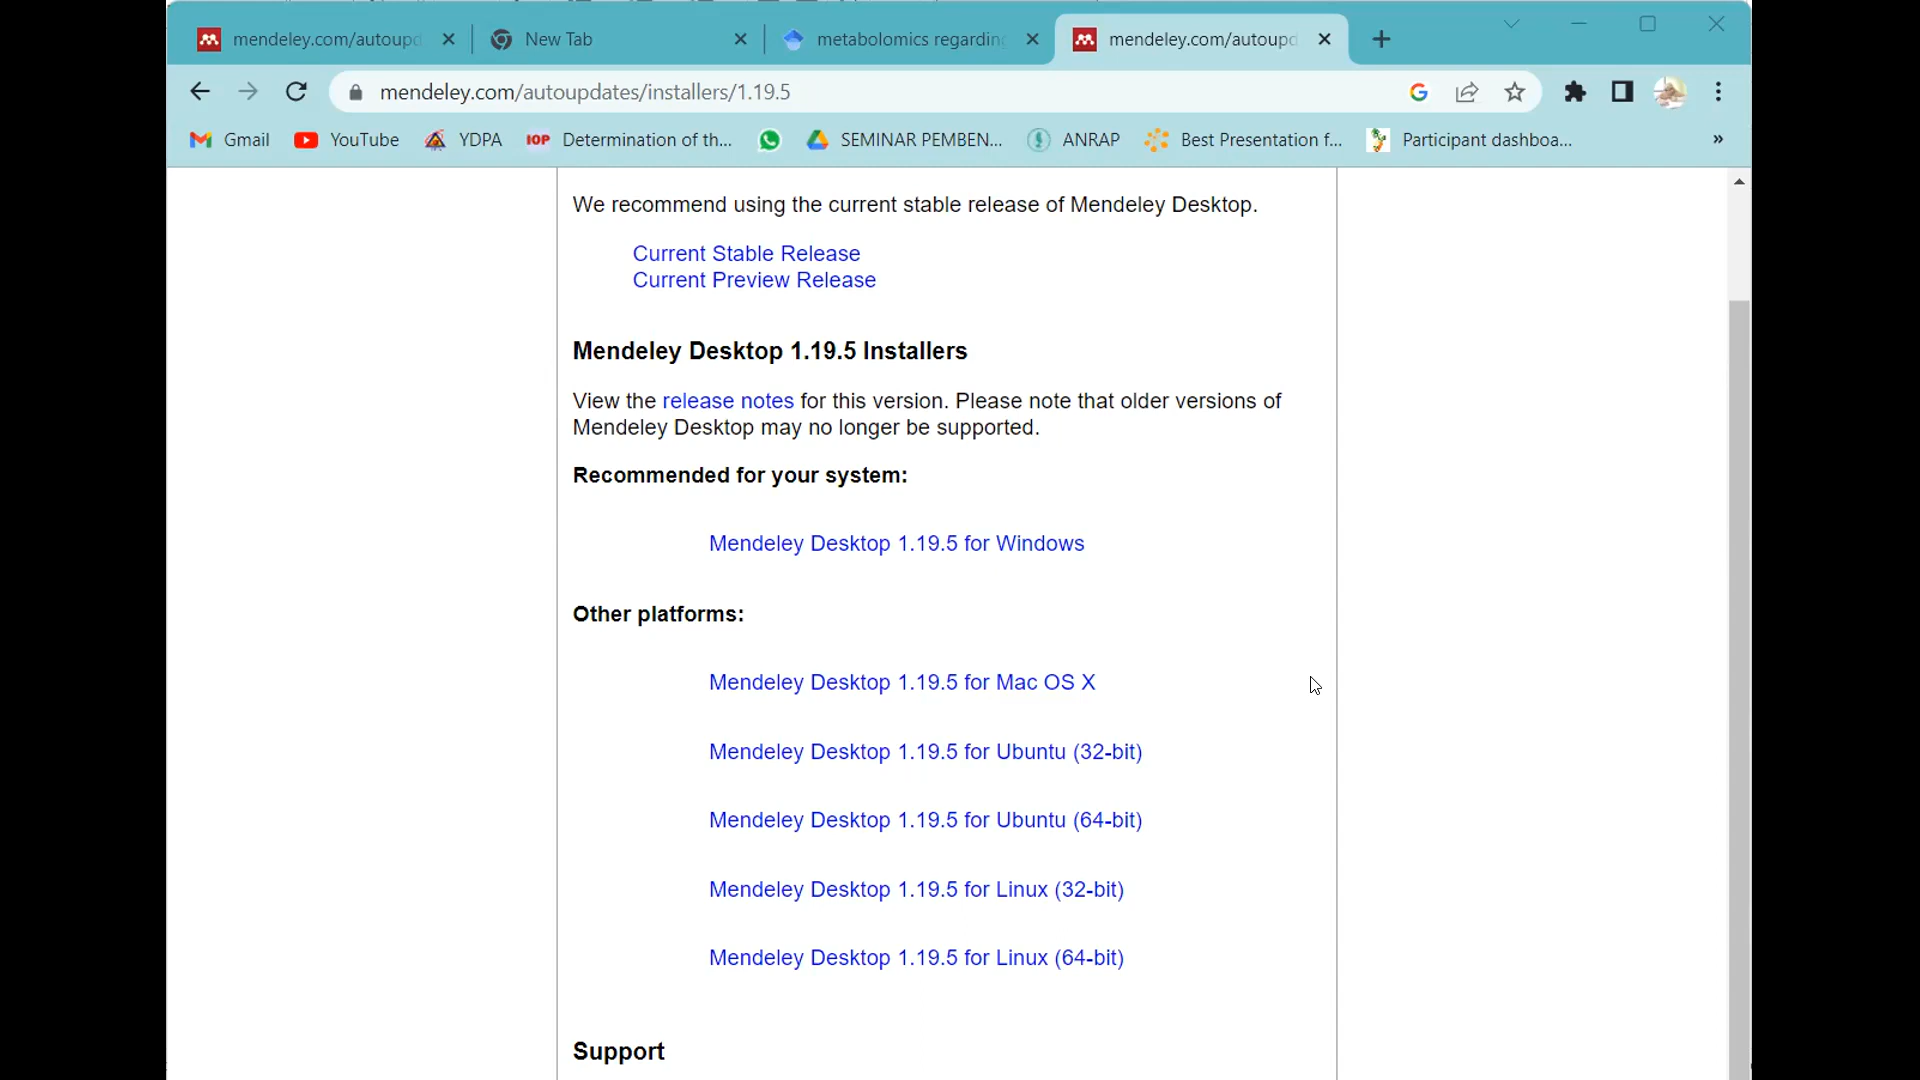 mendeley.com/autoupd
New Tab
metabolomics regarding
mendeley.com/autoupd
mendeley.com/autoupdates/installers/1.19.5
Gmail
YouTube
YDPA
IOP Determination of th...
SEMINAR PEMBEN...
ANRAP
Best Presentation f...
Participant dashboa...
»
We recommend using the current stable release of Mendeley Desktop.
Current Stable Release
Current Preview Release
Mendeley Desktop 1.19.5 Installers
View the release notes for this version. Please note that older versions of
Mendeley Desktop may no longer be supported.
Recommended for your system:
Mendeley Desktop 1.19.5 for Windows
Other platforms:
Mendeley Desktop 1.19.5 for Mac OS X
Mendeley Desktop 1.19.5 for Ubuntu (32-bit)
Mendeley Desktop 1.19.5 for Ubuntu (64-bit)
Mendeley Desktop 1.19.5 for Linux (32-bit)
Mendeley Desktop 1.19.5 for Linux (64-bit)
Support